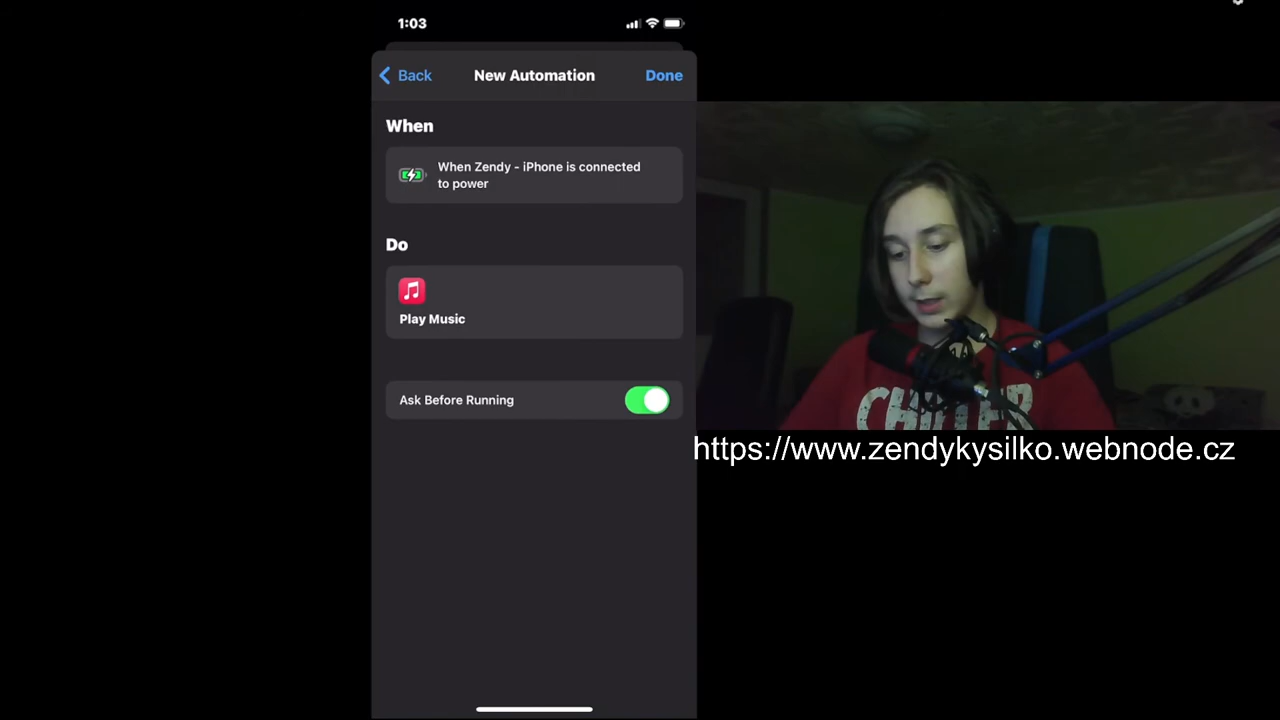 1:03
Back
New Automation
Done
When
When Zendy - iPhone is connected
to power
Do
Play Music
Ask Before Running
CHILLER
https://www.zendykysilko.webnode.cz